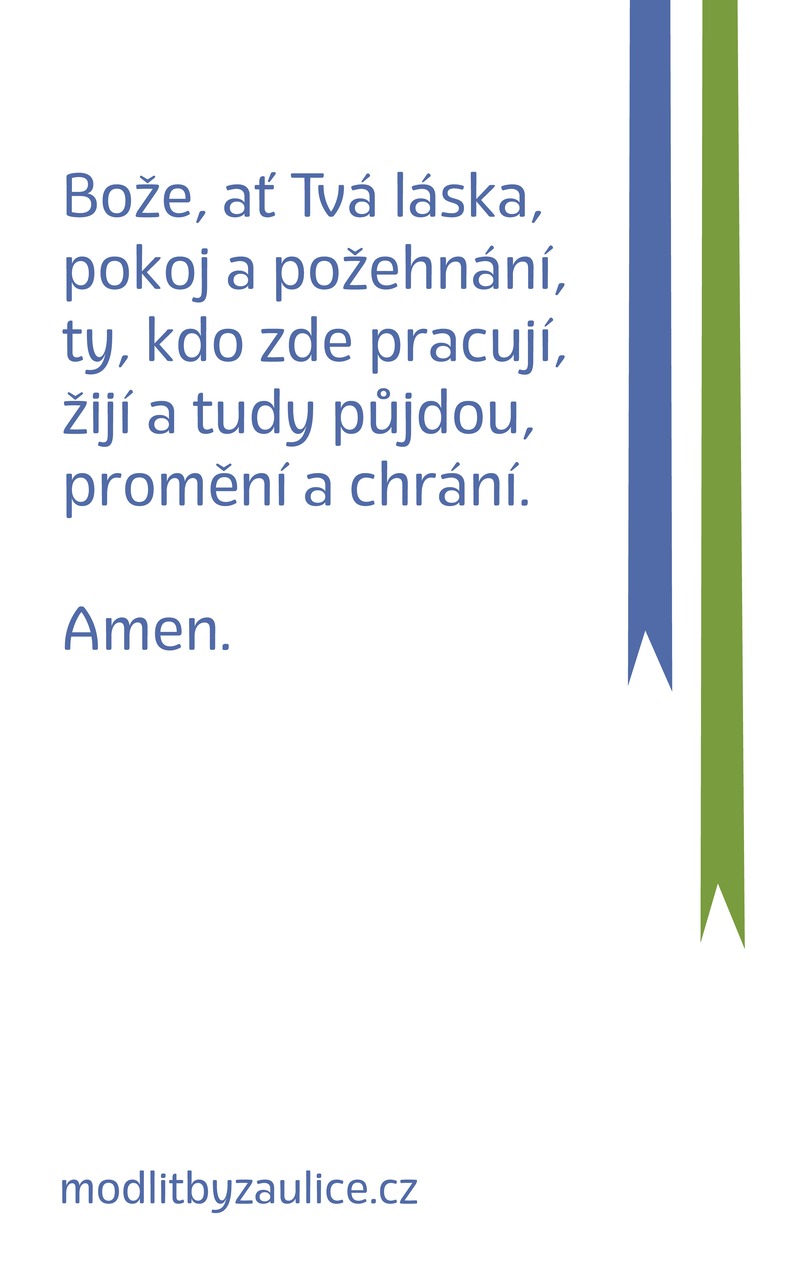 Bože, ať Tvá láska,
pokoj a požehnání,
ty, kdo zde pracují,
žijí a tudy půjdou,
promění a chrání.
Amen.
modlitbyzaulice.cz